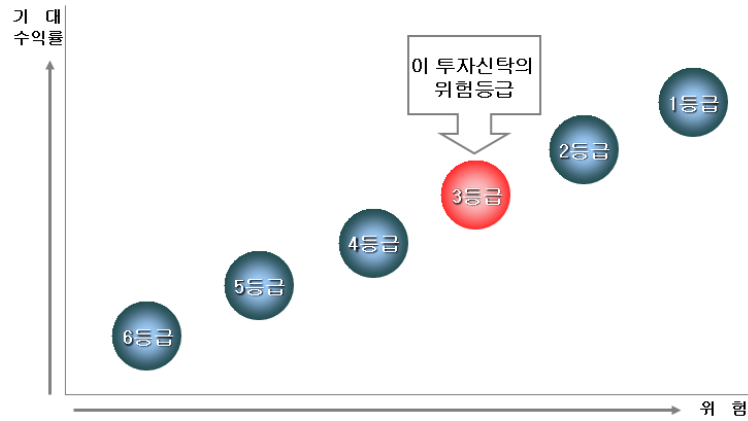 기 대
수익률
이 투자신탁의
위험등급
1등급
2등급
3등급
4등급
5등급
6등급
위 험